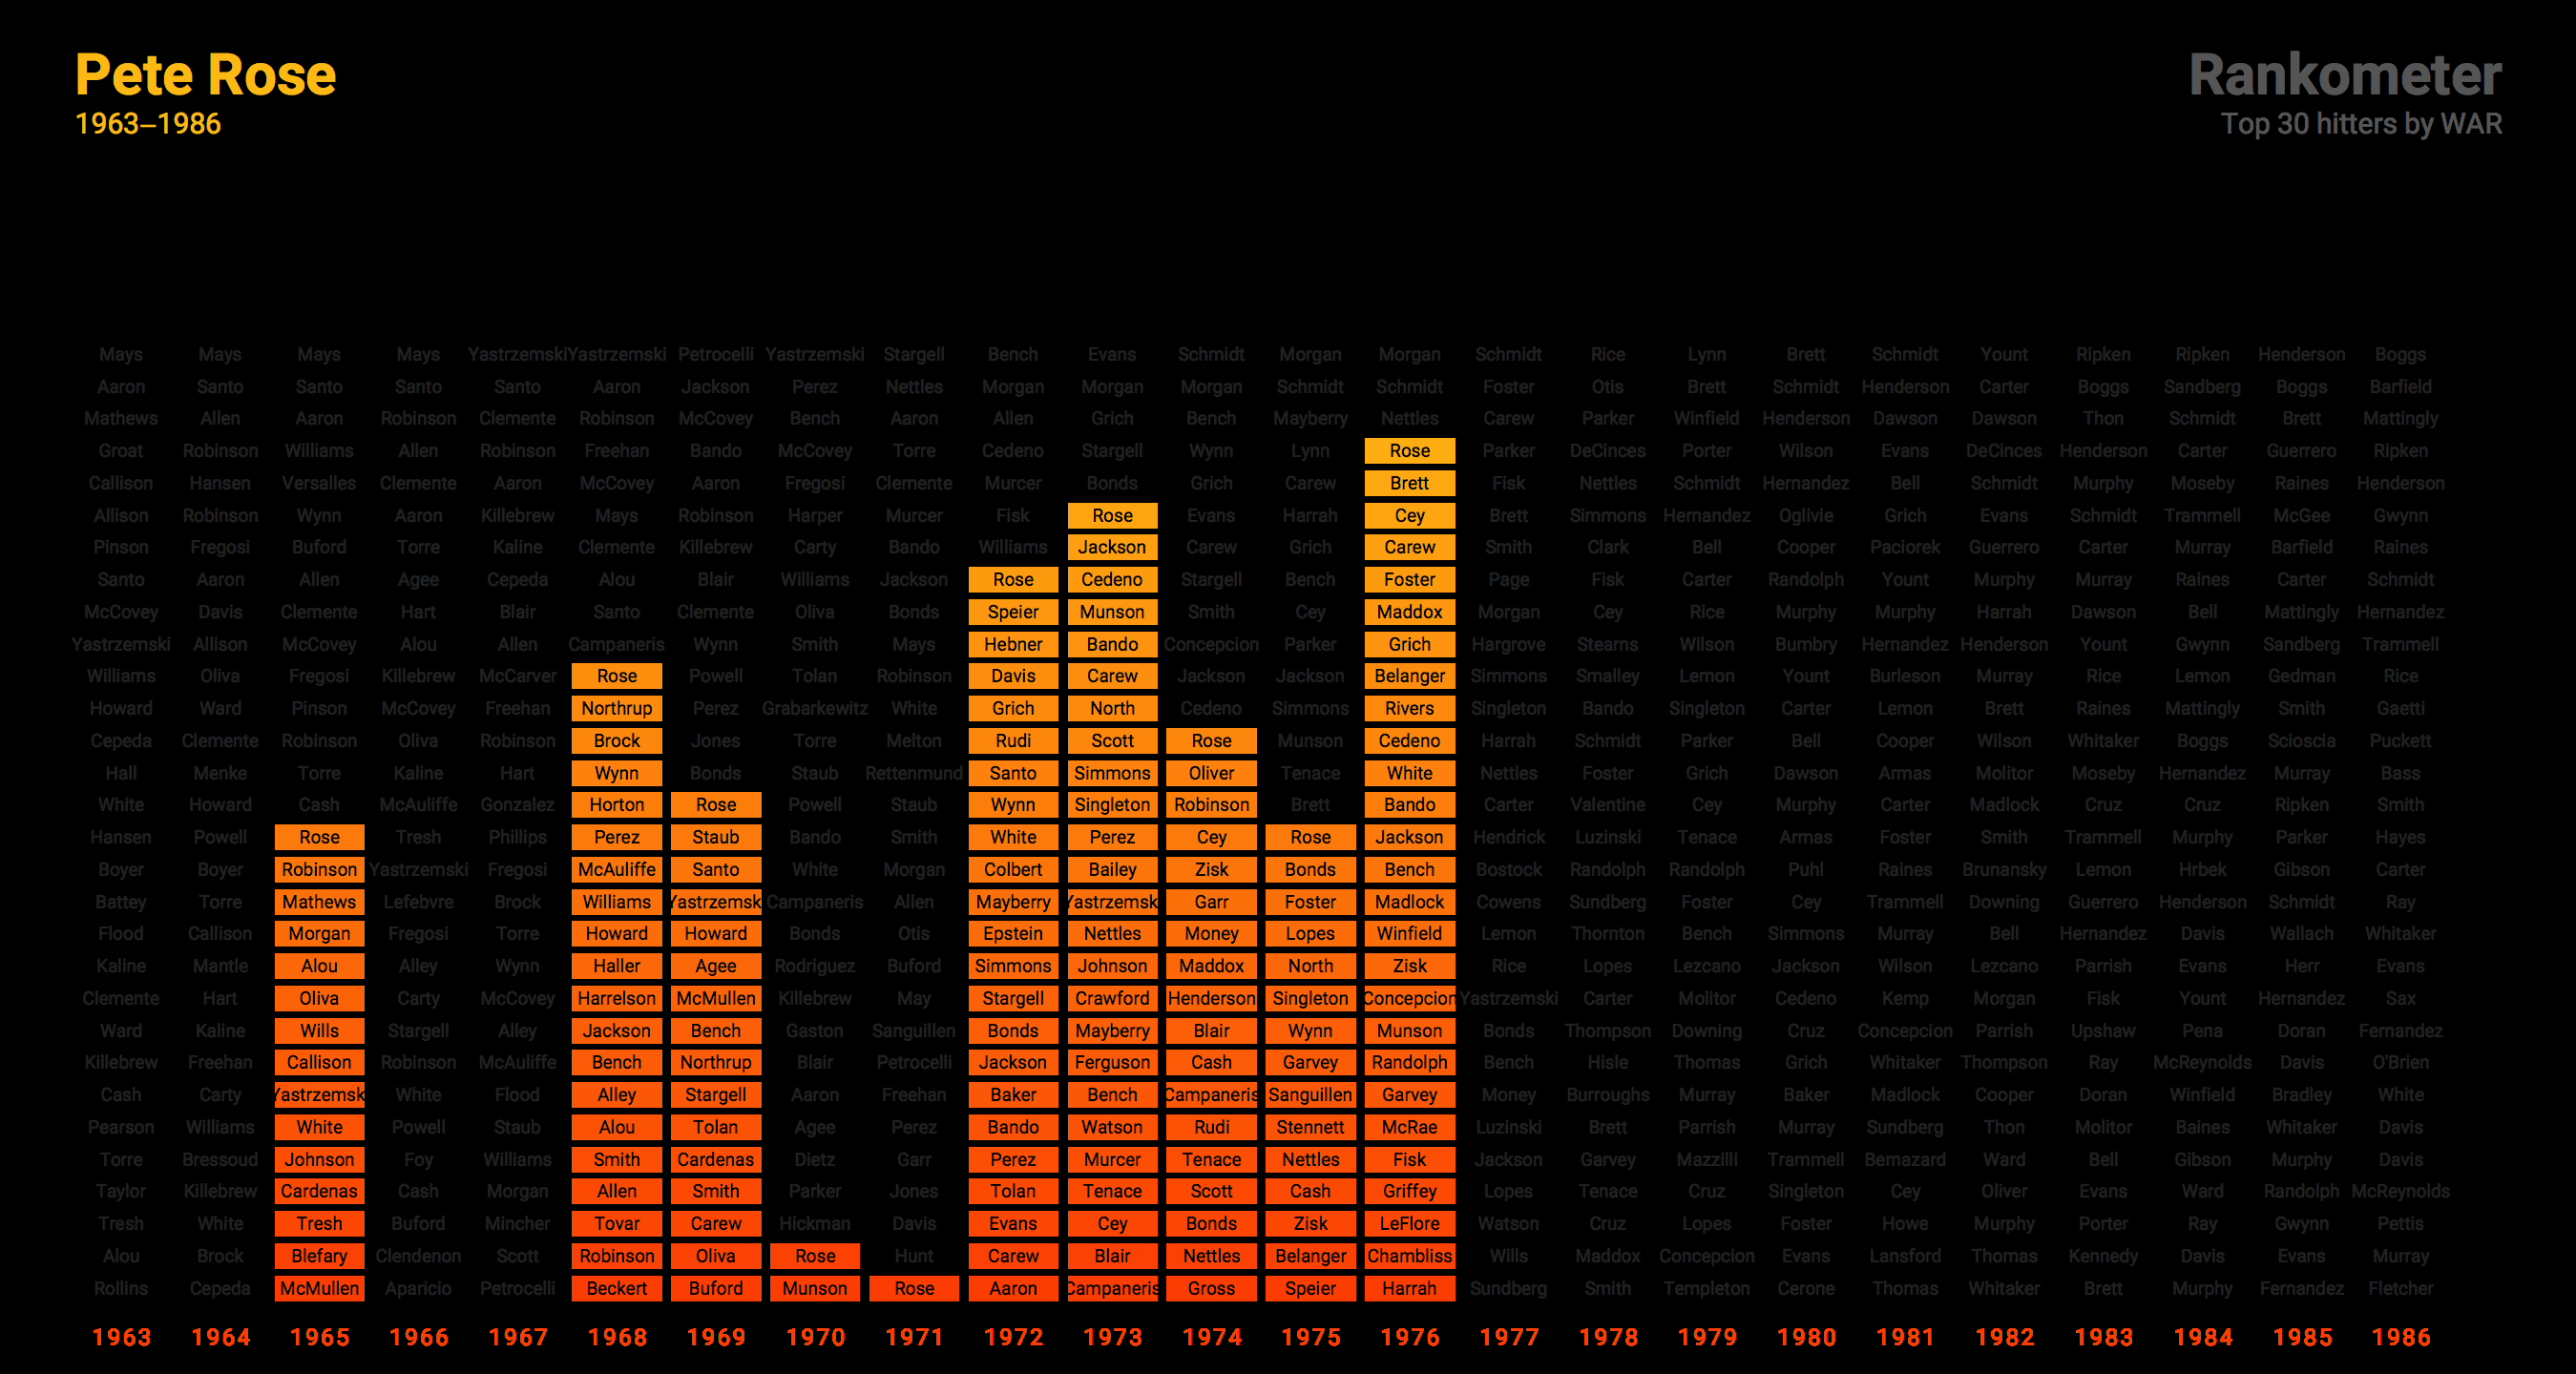 Pete Rose
1963–1986
Rankometer
Top 30 hitters by WAR
Mays Mays Mays Mays Yastrzemski Yastrzemski Petrocelli Yastrzemski Stargell Bench Evans Schmidt Morgan Morgan Schmidt Rice Lynn Brett Schmidt Yount Ripken Ripken Henderson Boggs
Aaron Santo Santo Santo Santo Aaron Jackson Perez Nettles Morgan Morgan Morgan Schmidt Schmidt Foster Otis Brett Schmidt Henderson Carter Boggs Sandberg Boggs Barfield
Mathews Allen Aaron Robinson Clemente Robinson McCovey Bench Aaron Allen Grich Bench Mayberry Nettles Carew Parker Winfield Henderson Dawson Dawson Thon Schmidt Brett Mattingly
Groat Robinson Williams Allen Robinson Freehan Bando McCovey Torre Cedeno Stargell Wynn Lynn Rose Parker DeCinces Porter Wilson Evans DeCinces Henderson Carter Guerrero Ripken
Callison Hansen Versalles Clemente Aaron McCovey Aaron Fregosi Clemente Murcer Bonds Grich Carew Brett Fisk Nettles Schmidt Hernandez Bell Schmidt Murphy Moseby Raines Henderson
Allison Robinson Wynn Aaron Killebrew Mays Robinson Harper Murcer Fisk Rose Evans Harrah Cey Brett Simmons Hernandez Oglivie Grich Evans Schmidt Trammell McGee Gwynn
Pinson Fregosi Buford Torre Kaline Clemente Killebrew Carty Bando Williams Jackson Carew Grich Carew Smith Clark Bell Cooper Paciorek Guerrero Carter Murray Barfield Raines
Santo Aaron Allen Agee Cepeda Alou Blair Williams Jackson Rose Cedeno Stargell Bench Foster Page Fisk Carter Randolph Yount Murphy Murray Raines Carter Schmidt
McCovey Davis Clemente Hart Blair Santo Clemente Oliva Bonds Speier Munson Smith Cey Maddox Morgan Cey Rice Murphy Murphy Harrah Dawson Bell Mattingly Hernandez
Yastrzemski Allison McCovey Alou Allen Campaneris Wynn Smith Mays Hebner Bando Concepcion Parker Grich Hargrove Stearns Wilson Bumbry Hernandez Henderson Yount Gwynn Sandberg Trammell
Williams Oliva Fregosi Killebrew McCarver Rose Powell Tolan Robinson Davis Carew Jackson Jackson Belanger Simmons Smalley Lemon Yount Burleson Murray Rice Lemon Gedman Rice
Howard Ward Pinson McCovey Freehan Northrup Perez Grabarkewitz White Grich North Cedeno Simmons Rivers Singleton Bando Singleton Carter Lemon Brett Raines Mattingly Smith Gaetti
Cepeda Clemente Robinson Oliva Robinson Brock Jones Torre Melton Rudi Scott Rose Munson Cedeno Harrah Schmidt Parker Bell Cooper Wilson Whitaker Boggs Scioscia Puckett
Hall Menke Torre Kaline Hart Wynn Bonds Staub Rettenmund Santo Simmons Oliver Tenace White Nettles Foster Grich Dawson Armas Molitor Moseby Hernandez Murray Bass
White Howard Cash McAuliffe Gonzalez Horton Rose Powell Staub Wynn Singleton Robinson Brett Bando Carter Valentine Cey Murphy Carter Madlock Cruz Cruz Ripken Smith
Hansen Powell Rose Tresh Phillips Perez Staub Bando Smith White Perez Cey Rose Jackson Hendrick Luzinski Tenace Armas Foster Smith Trammell Murphy Parker Hayes
Boyer Boyer Robinson Yastrzemski Fregosi McAuliffe Santo White Morgan Colbert Bailey Zisk Bonds Bench Bostock Randolph Randolph Puhl Raines Brunansky Lemon Hrbek Gibson Carter
Battey Torre Mathews Lefebvre Brock Williams Yastrzemsk Campaneris Allen Mayberry Yastrzemsk Garr Foster Madlock Cowens Sundberg Foster Cey Trammell Downing Guerrero Henderson Schmidt Ray
Flood Callison Morgan Fregosi Torre Howard Howard Bonds Otis Epstein Nettles Money Lopes Winfield Lemon Thornton Bench Simmons Murray Bell Hernandez Davis Wallach Whitaker
Kaline Mantle Alou Alley Wynn Haller Agee Rodriguez Buford Simmons Johnson Maddox North Zisk Rice Lopes Lezcano Jackson Wilson Lezcano Parrish Evans Herr Evans
Clemente Hart Oliva Carty McCovey Harrelson McMullen Killebrew May Stargell Crawford Henderson Singleton Concepcion Yastrzemski Carter Molitor Cedeno Kemp Morgan Fisk Yount Hernandez Sax
Ward Kaline Wills Stargell Alley Jackson Bench Gaston Sanguillen Bonds Mayberry Blair Wynn Munson Bonds Thompson Downing Cruz Concepcion Parrish Upshaw Pena Doran Fernandez
Killebrew Freehan Callison Robinson McAuliffe Bench Northrup Blair Petrocelli Jackson Ferguson Cash Garvey Randolph Bench Hisle Thomas Grich Whitaker Thompson Ray McReynolds Davis O'Brien
Cash Carty Yastrzemsk White Flood Alley Stargell Aaron Freehan Baker Bench Campaneris Sanguillen Garvey Money Burroughs Murray Baker Madlock Cooper Doran Winfield Bradley White
Pearson Williams White Powell Staub Alou Tolan Agee Perez Bando Watson Rudi Stennett McRae Luzinski Brett Parrish Murray Sundberg Thon Molitor Baines Whitaker Davis
Torre Bressoud Johnson Foy Williams Smith Cardenas Dietz Garr Perez Murcer Tenace Nettles Fisk Jackson Garvey Mazzilli Trammell Bernazard Ward Bell Gibson Murphy Davis
Taylor Killebrew Cardenas Cash Morgan Allen Smith Parker Jones Tolan Tenace Scott Cash Griffey Lopes Tenace Cruz Singleton Cey Oliver Evans Ward Randolph McReynolds
Tresh White Tresh Buford Mincher Tovar Carew Hickman Davis Evans Cey Bonds Zisk LeFlore Watson Cruz Lopes Foster Howe Murphy Porter Ray Gwynn Pettis
Alou Brock Blefary Clendenon Scott Robinson Oliva Rose Hunt Carew Blair Nettles Belanger Chambliss Wills Maddox Concepcion Evans Lansford Thomas Kennedy Davis Evans Murray
Rollins Cepeda McMullen Aparicio Petrocelli Beckert Buford Munson Rose Aaron Campaneris Gross Speier Harrah Sundberg Smith Templeton Cerone Thomas Whitaker Brett Murphy Fernandez Fletcher
1963 1964 1965 1966 1967 1968 1969 1970 1971 1972 1973 1974 1975 1976 1977 1978 1979 1980 1981 1982 1983 1984 1985 1986